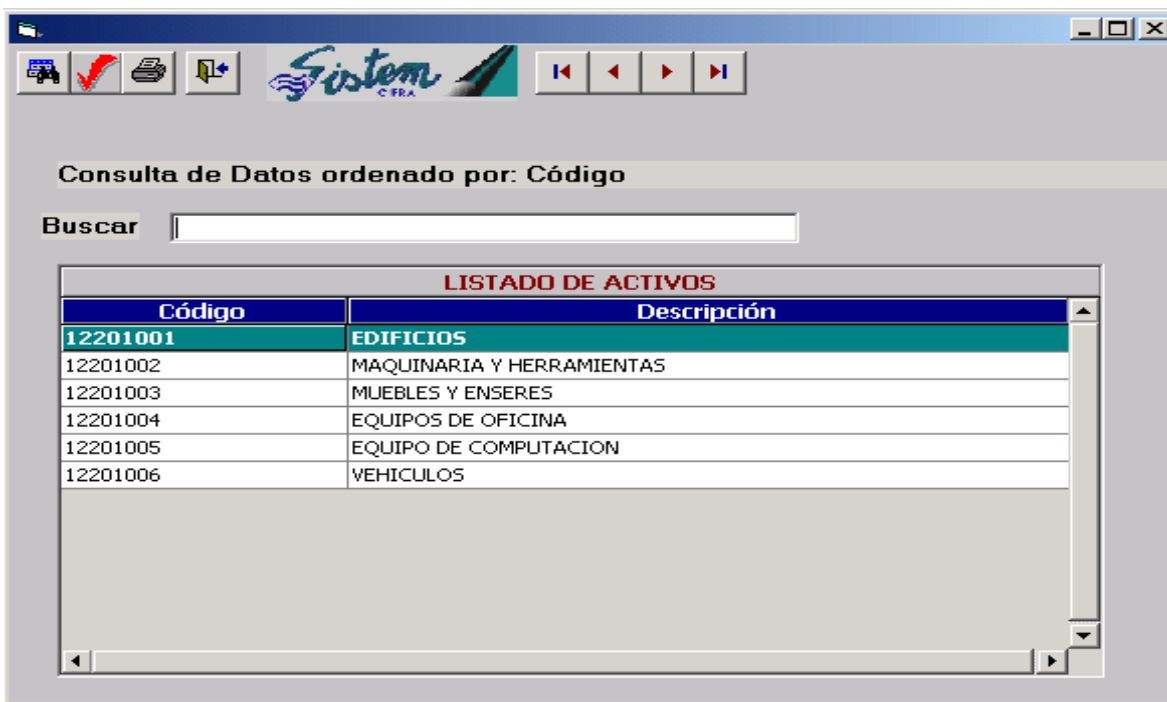 Sistem
CIFRA
Consulta de Datos ordenado por: Código
Buscar
LISTADO DE ACTIVOS
Código Descripción
12201001 EDIFICIOS
12201002 MAQUINARIA Y HERRAMIENTAS
12201003 MUEBLES Y ENSERES
12201004 EQUIPOS DE OFICINA
12201005 EQUIPO DE COMPUTACION
12201006 VEHICULOS